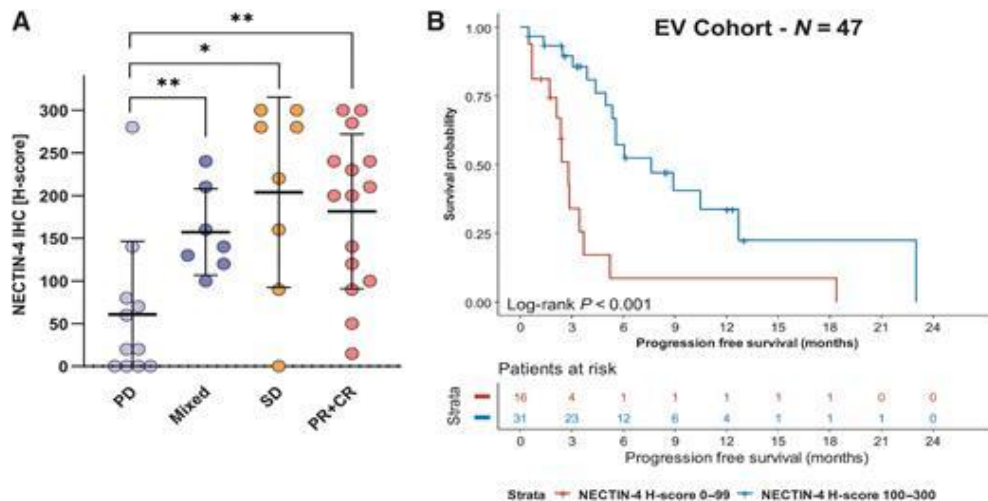 A
**
*
**
NECTIN-4 IHC [H-score]
300
250
200
150
100
50
0
PD
Mixed
SD
PR+CR
B
EV Cohort - N = 47
Survival probability
1.00
0.75
0.50
0.25
0.00
Log-rank P < 0.001
0 3 6 9 12 15 18 21 24
Progression free survival (months)
Patients at risk
Strata
16 4 1 1 1 1 1 0 0
31 23 12 6 4 1 1 1 0
0 3 6 9 12 15 18 21 24
Progression free survival (months)
Strata NECTIN-4 H-score 0–99 NECTIN-4 H-score 100–300